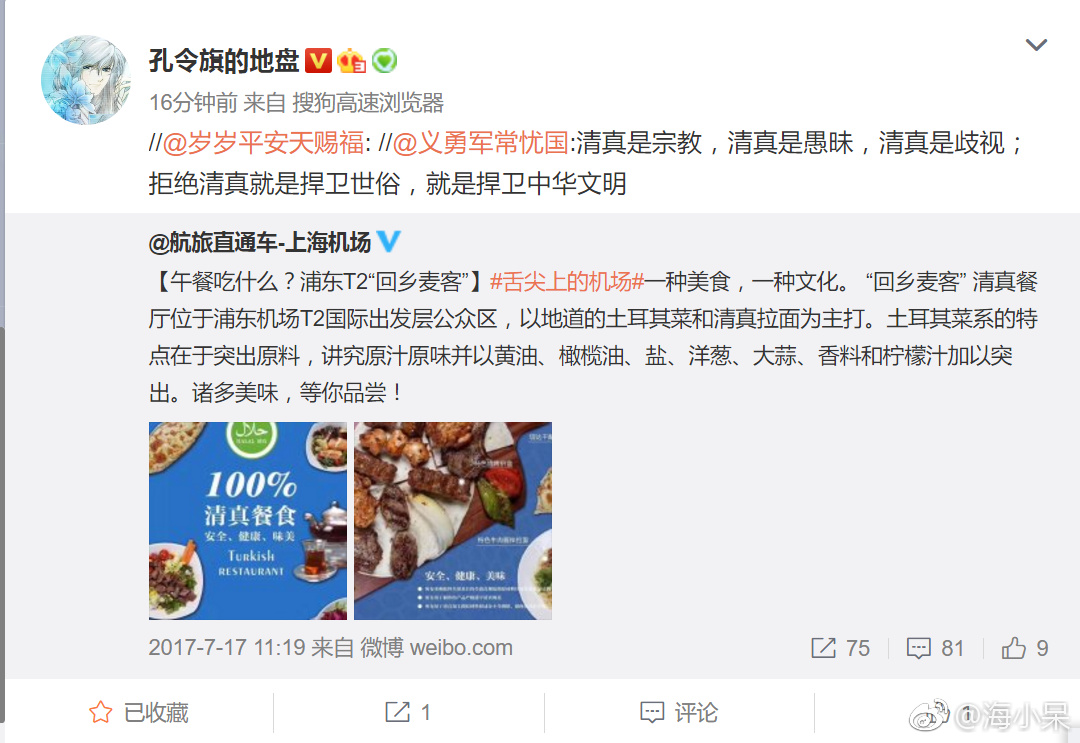 孔令旗的地盘
16分钟前 来自 搜狗高速浏览器
//@岁岁平安天赐福: //@义勇军常忧国:清真是宗教，清真是愚昧，清真是歧视；
拒绝清真就是捍卫世俗，就是捍卫中华文明
@航旅直通车-上海机场
【午餐吃什么？浦东T2“回乡麦客”】#舌尖上的机场#一种美食，一种文化。 “回乡麦客” 清真餐
厅位于浦东机场T2国际出发层公众区，以地道的土耳其菜和清真拉面为主打。土耳其菜系的特
点在于突出原料，讲究原汁原味并以黄油、橄榄油、盐、洋葱、大蒜、香料和柠檬汁加以突
出。诸多美味，等你品尝！
حلال
100%
清真餐食
安全、健康、味美
Turkish
RESTAURANT
安全、健康、美味
2017-7-17 11:19 来自 微博 weibo.com
75
81
9
已收藏
1
评论
1
@海小呆